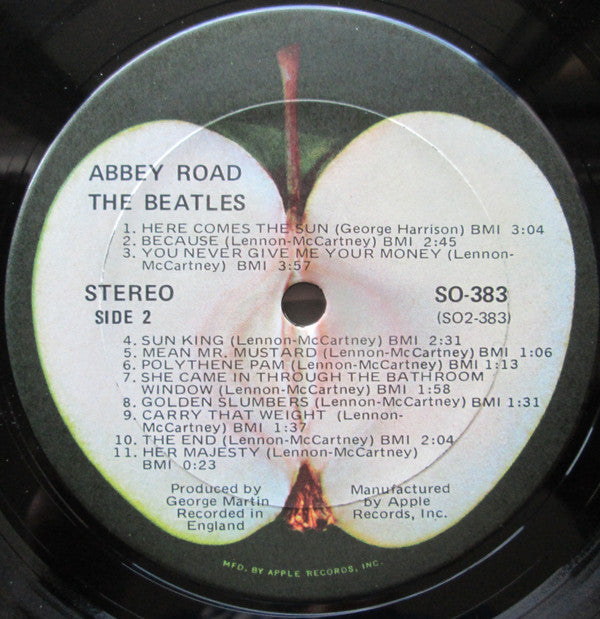 ABBEY ROAD
THE BEATLES
1. HERE COMES THE SUN (George Harrison) BMI 3:04
2. BECAUSE (Lennon-McCartney) BMI 2:45
3. YOU NEVER GIVE ME YOUR MONEY (Lennon-
McCartney) BMI 3:57
STEREO SO-383
SIDE 2 (SO2-383)
4. SUN KING (Lennon-McCartney) BMI 2:31
5. MEAN MR. MUSTARD (Lennon-McCartney) BMI 1:06
6. POLYTHENE PAM (Lennon-McCartney) BMI 1:13
7. SHE CAME IN THROUGH THE BATHROOM
WINDOW (Lennon-McCartney) BMI 1:58
8. GOLDEN SLUMBERS (Lennon-McCartney) BMI 1:31
9. CARRY THAT WEIGHT (Lennon-
McCartney) BMI 1:37
10. THE END (Lennon-McCartney) BMI 2:04
11. HER MAJESTY (Lennon-McCartney)
BMI 0:23
Produced by
George Martin
Recorded in
England
Manufactured
by Apple
Records, Inc.
MFD. BY APPLE RECORDS, INC.